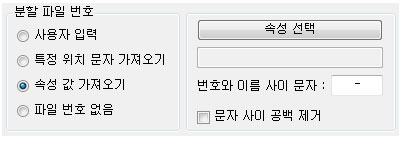 분할 파일 번호
사용자 입력
특정 위치 문자 가져오기
속성 값 가져오기
파일 번호 없음
속성 선택
번호와 이름 사이 문자 : -
문자 사이 공백 제거